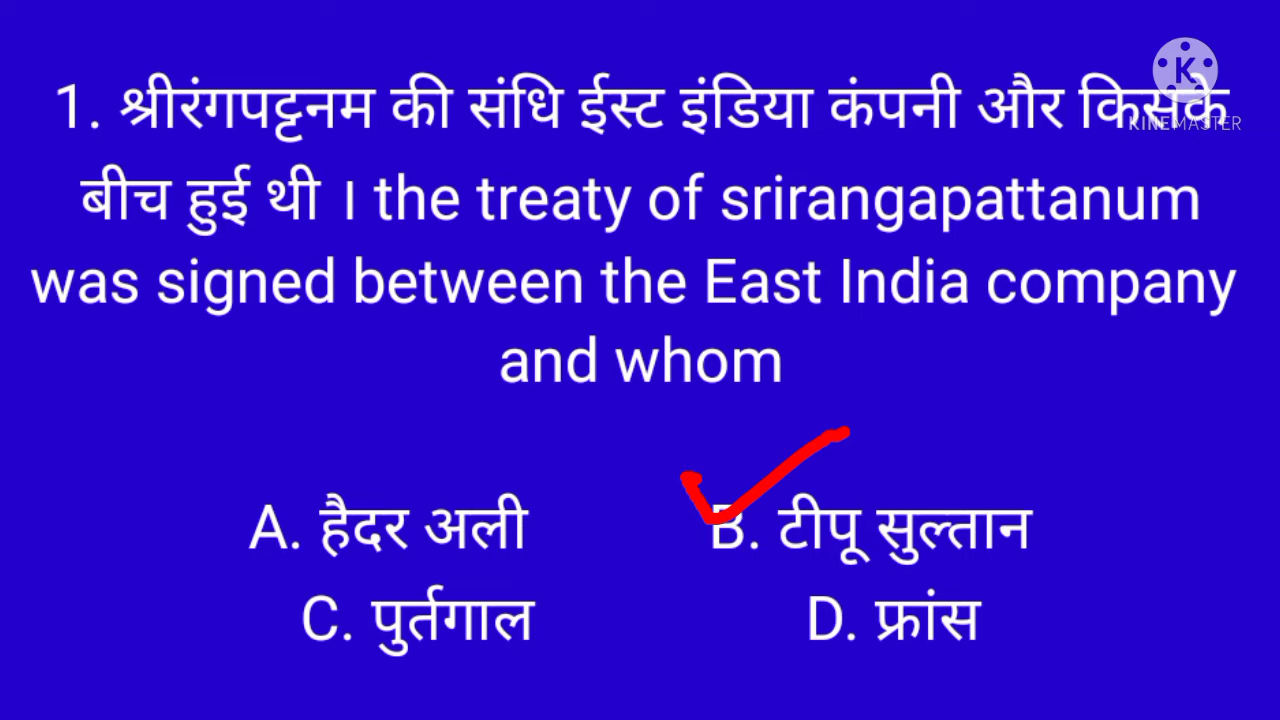 1. श्रीरंगपट्टनम की संधि ईस्ट इंडिया कंपनी और किसके
K
KINEMASTER
बीच हुई थी । the treaty of srirangapattanum
was signed between the East India company
and whom
A. हैदर अली B. टीपू सुल्तान
C. पुर्तगाल D. फ्रांस